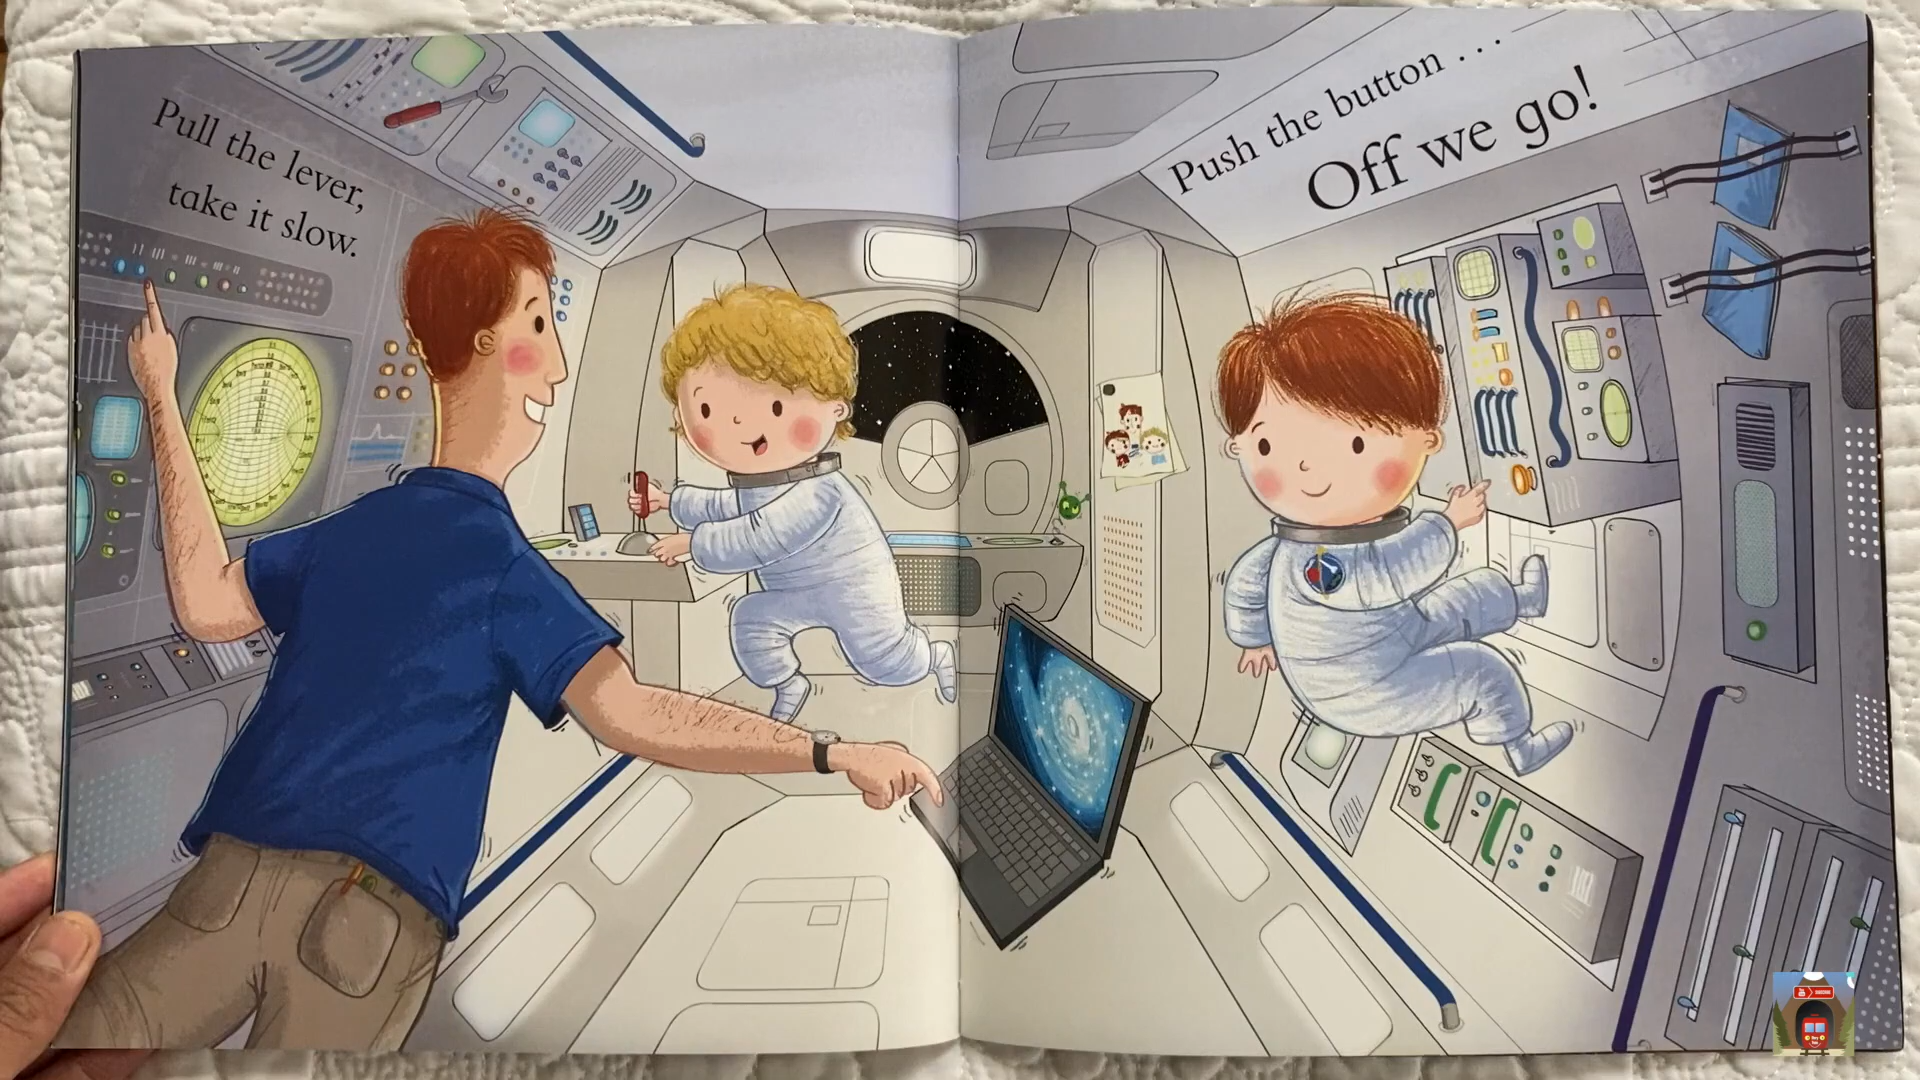 Pull the lever,
take it slow.
Push the button . . .
Off we go!